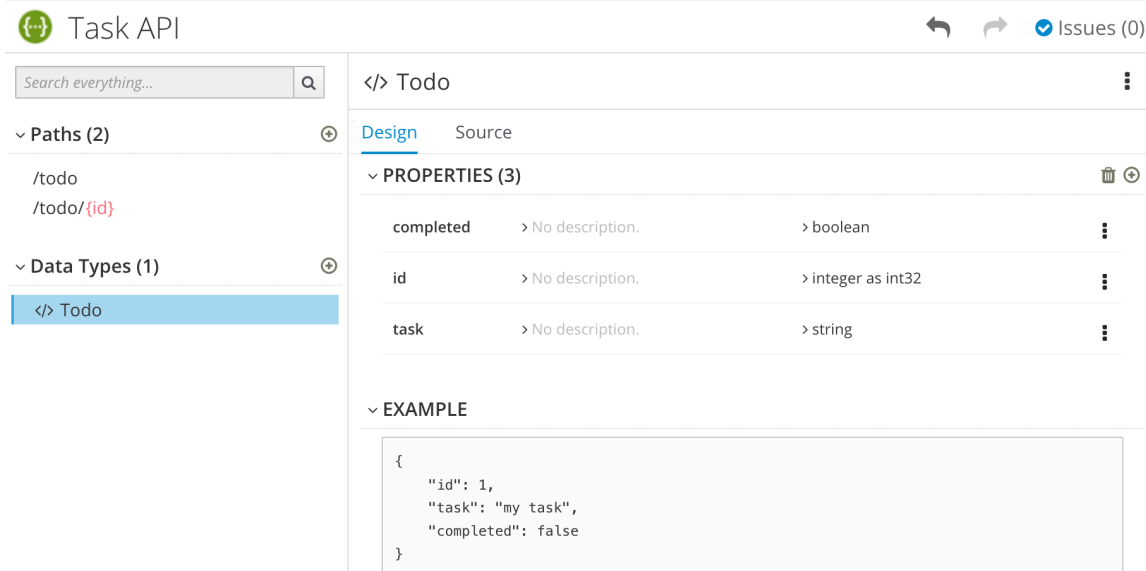 Task API
Issues (0)
Search everything...
Paths (2)
/todo
/todo/{id}
Data Types (1)
</> Todo
</> Todo
Design Source
PROPERTIES (3)
completed No description. boolean
id No description. integer as int32
task No description. string
EXAMPLE
{
    "id": 1,
    "task": "my task",
    "completed": false
}